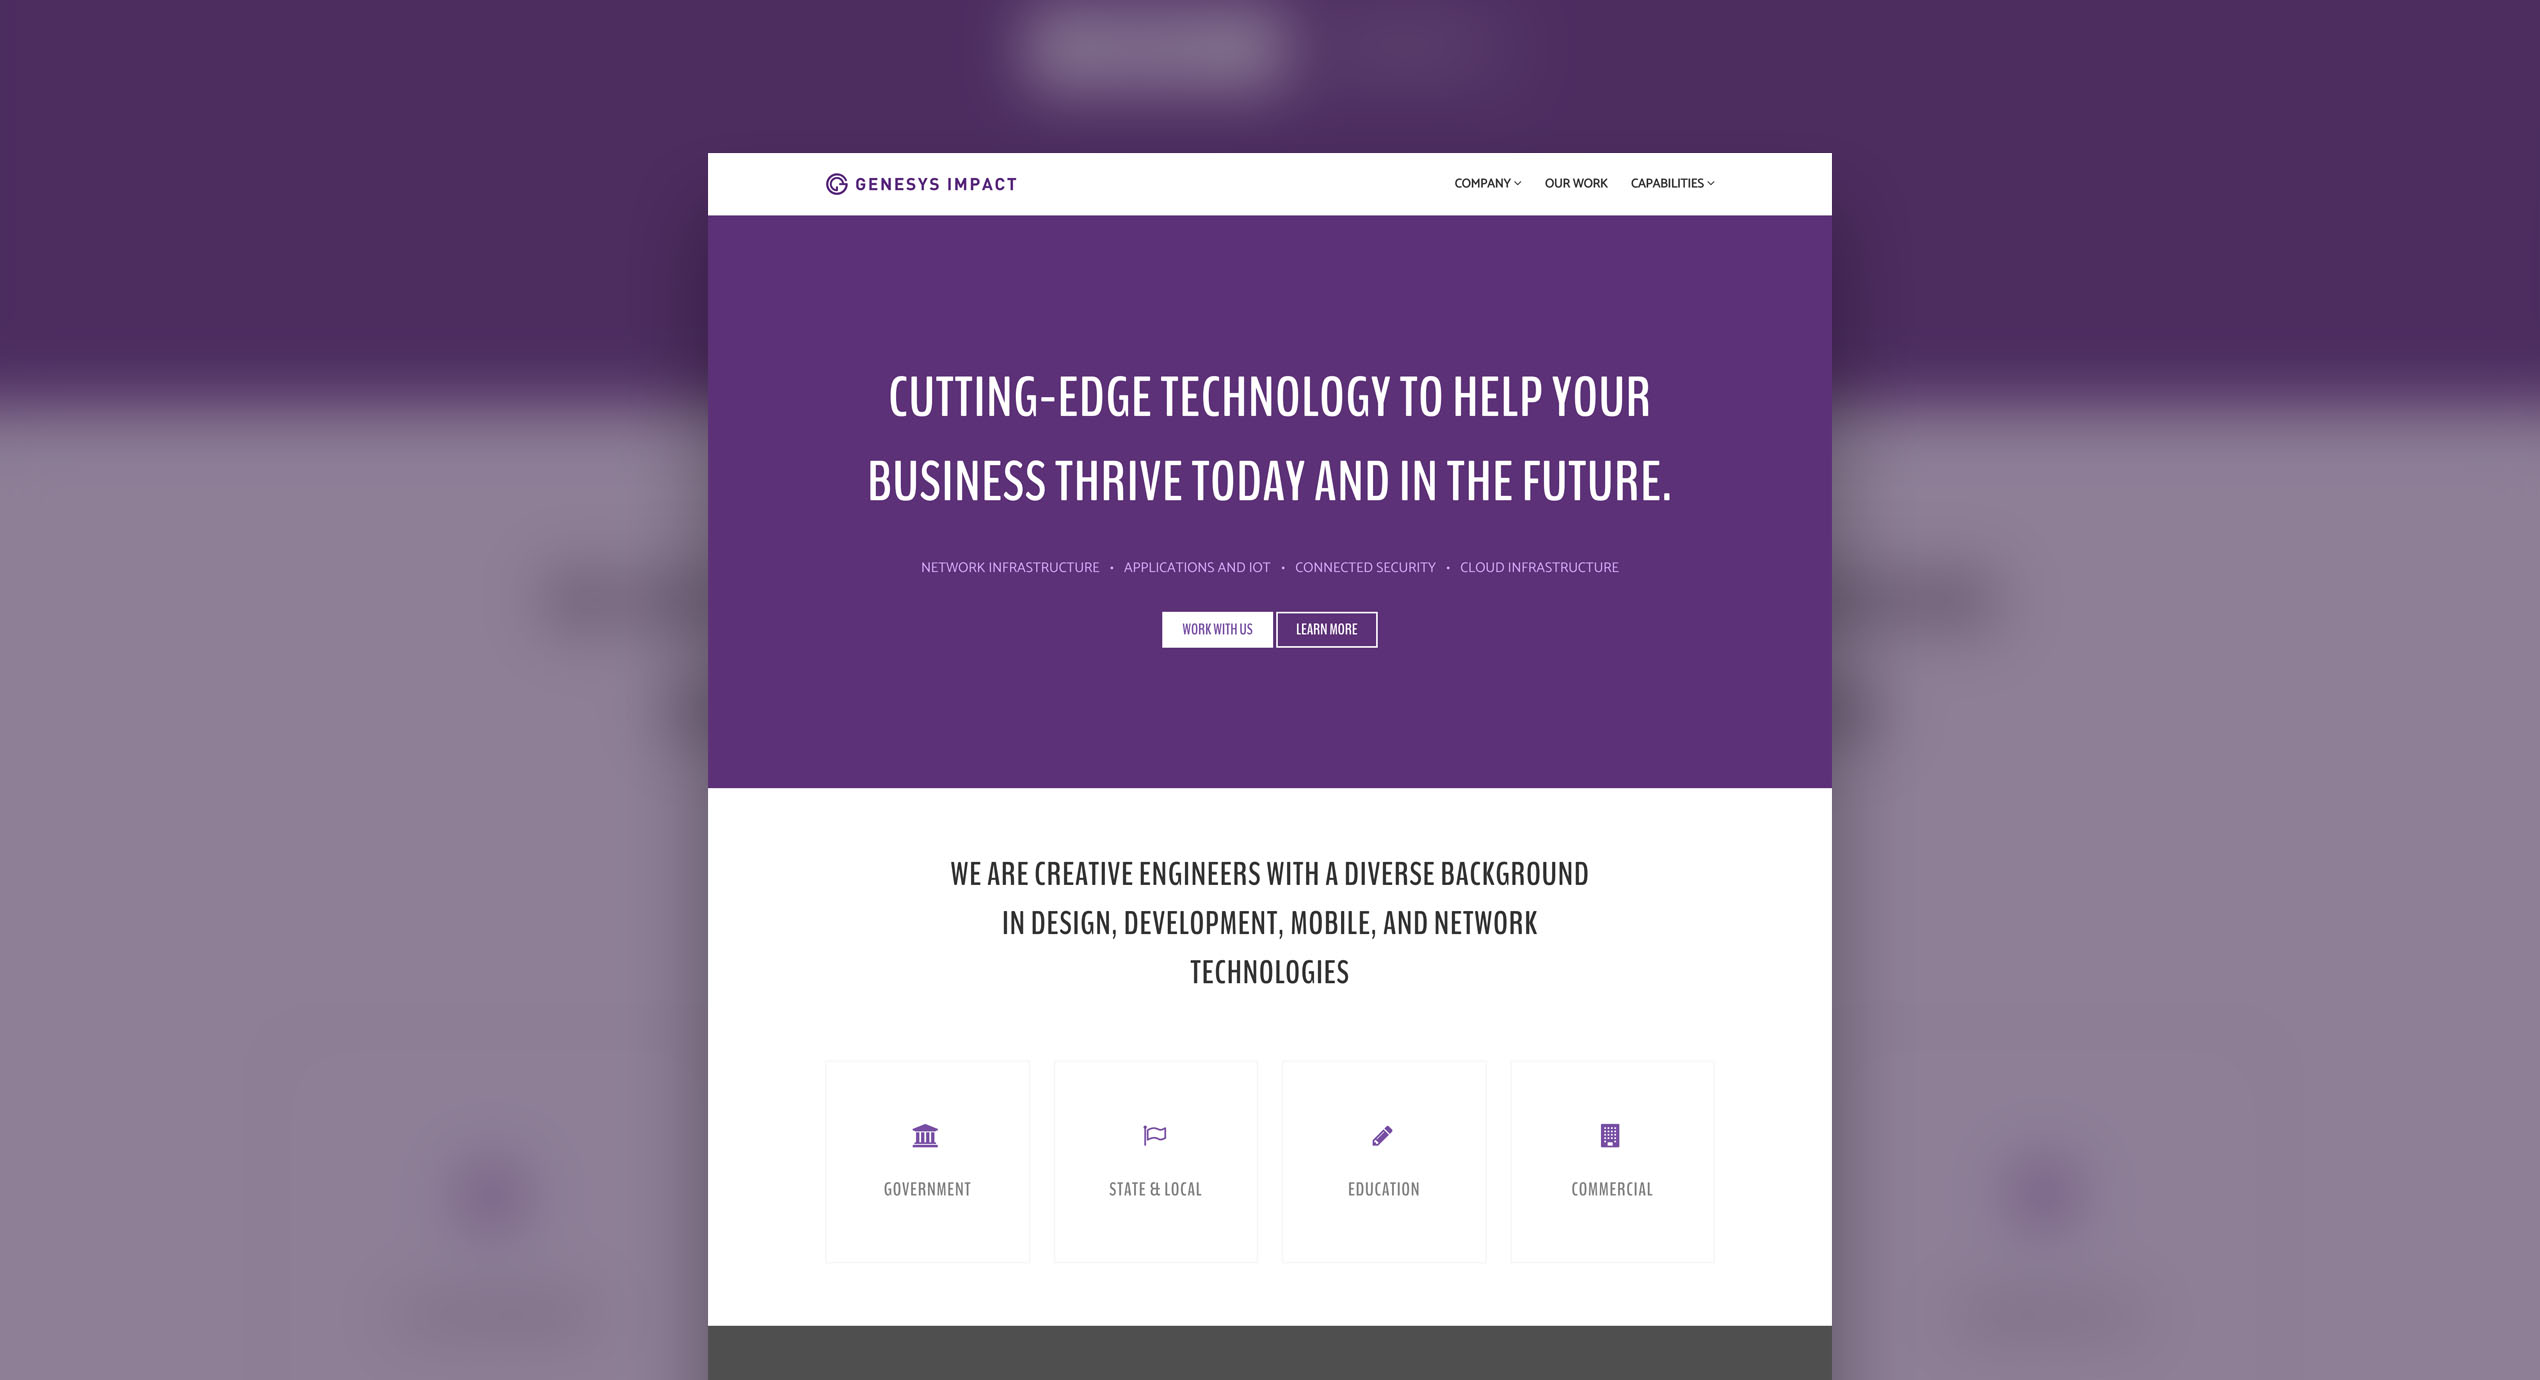 GENESYS IMPACT
COMPANY
OUR WORK
CAPABILITIES
CUTTING-EDGE TECHNOLOGY TO HELP YOUR
BUSINESS THRIVE TODAY AND IN THE FUTURE.
NETWORK INFRASTRUCTURE • APPLICATIONS AND IOT • CONNECTED SECURITY • CLOUD INFRASTRUCTURE
WORK WITH US
LEARN MORE
WE ARE CREATIVE ENGINEERS WITH A DIVERSE BACKGROUND
IN DESIGN, DEVELOPMENT, MOBILE, AND NETWORK
TECHNOLOGIES
GOVERNMENT
STATE & LOCAL
EDUCATION
COMMERCIAL